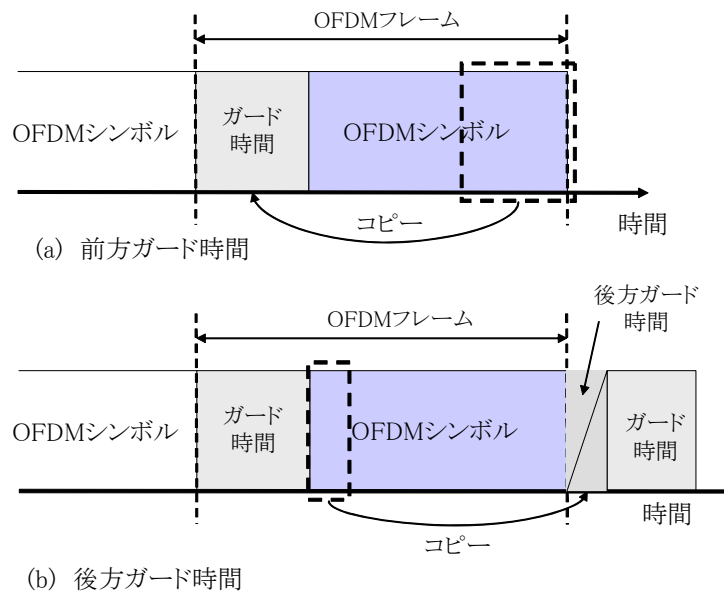 OFDMフレーム
OFDMシンボル
ガード
時間
OFDMシンボル
コピー
時間
(a) 前方ガード時間
OFDMフレーム
後方ガード
時間
OFDMシンボル
ガード
時間
OFDMシンボル
ガード
時間
コピー
時間
(b) 後方ガード時間